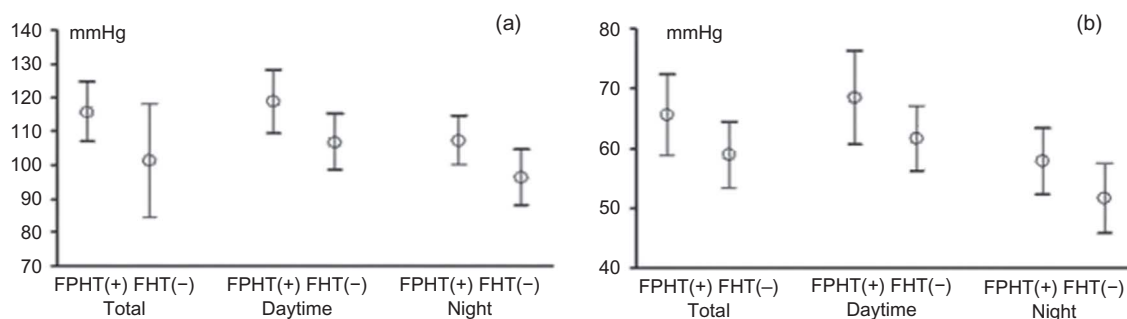 (a)
mmHg
140
130
120
110
100
90
80
70
FPHT(+) FHT(–) FPHT(+) FHT(–) FPHT(+) FHT(–)
Total Daytime Night
(b)
mmHg
80
70
60
50
40
FPHT(+) FHT(–) FPHT(+) FHT(–) FPHT(+) FHT(–)
Total Daytime Night